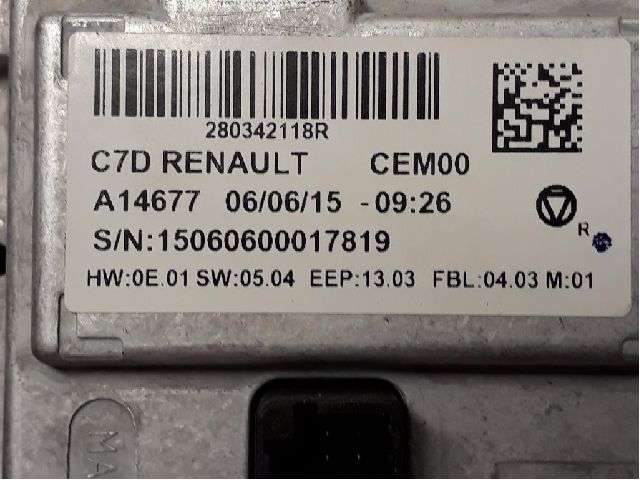 280342118R
C7D RENAULT CEM00
A14677 06/06/15 -09:26
R
S/N:15060600017819
HW:0E.01 SW:05.04 EEP:13.03 FBL:04.03 M:01
MA